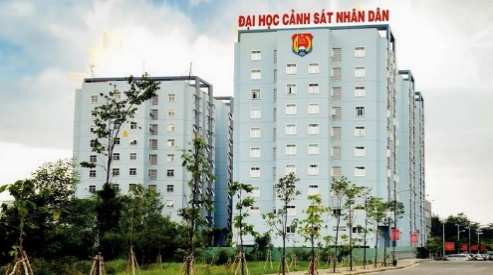 ĐẠI HỌC CẢNH SÁT NHÂN DÂN